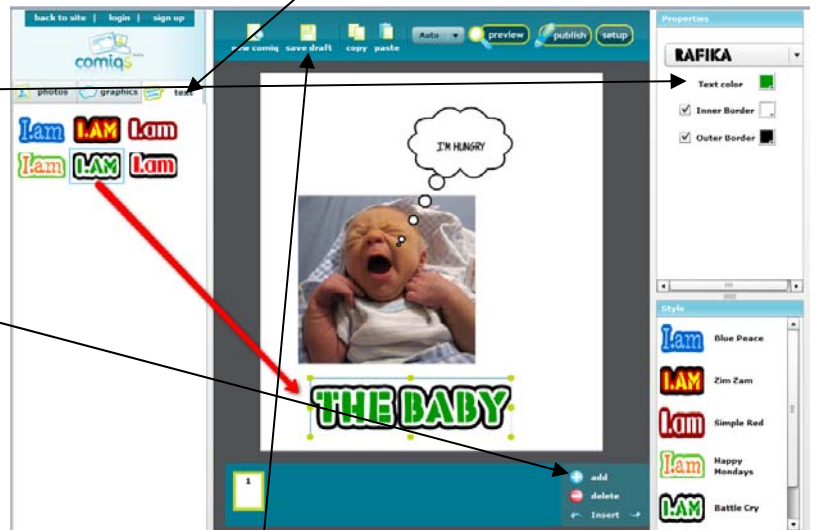 back to site | login | sign up
comiqs
photos
graphics
text
I.am I.AM I.am
I.am I.AM I.am
new comiq
save draft
copy
paste
Auto
preview
publish
setup
I'M HUNGRY
THE BABY
1
add
delete
Insert
Properties
RAFIKA
Text color
Inner Border
Outer Border
Style
I.am Blue Peace
I.AM Zim Zam
I.am Simple Red
I.am Happy Mondays
I.AM Battle Cry